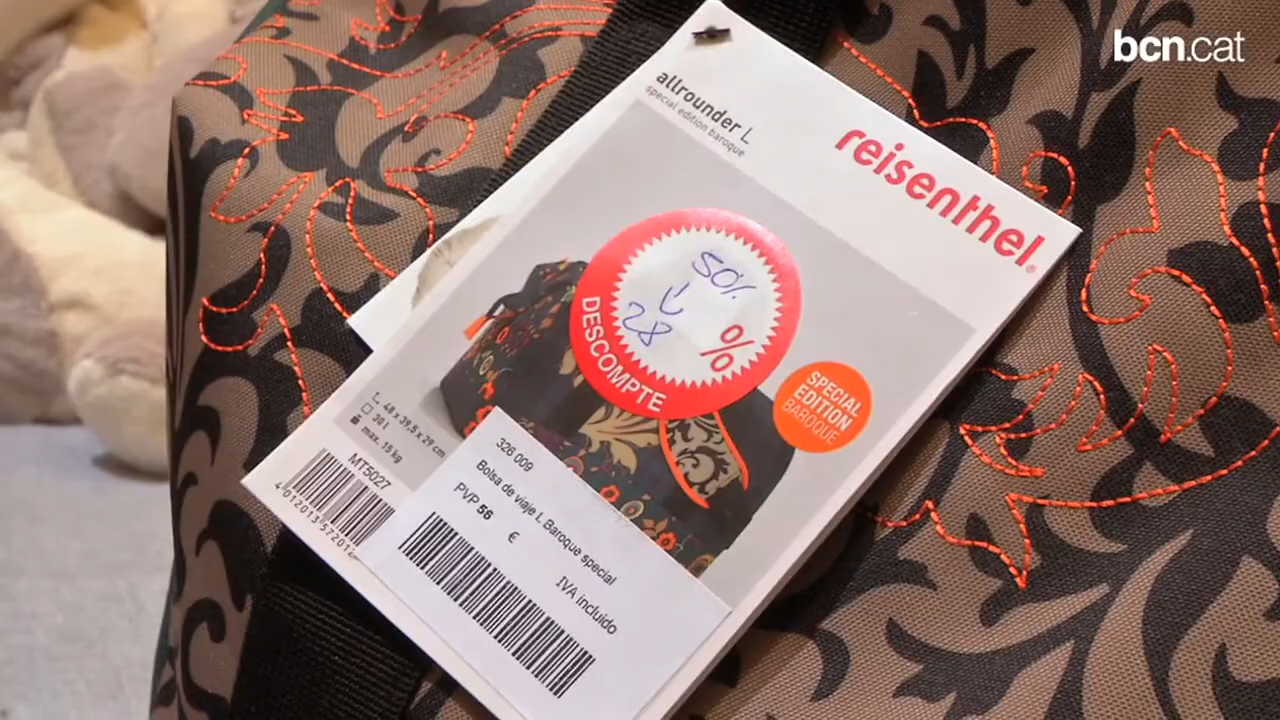 bcn.cat
allrounder L
special edition baroque
reisenthel®
50%
28
%
DESCOMPTE
SPECIAL
EDITION
BAROQUE
48 x 39,5 x 29 cm
30 l
max. 15 kg
MT5027
326 009
Bolsa de viaje L Baroque special
PVP 56 €
IVA incluido